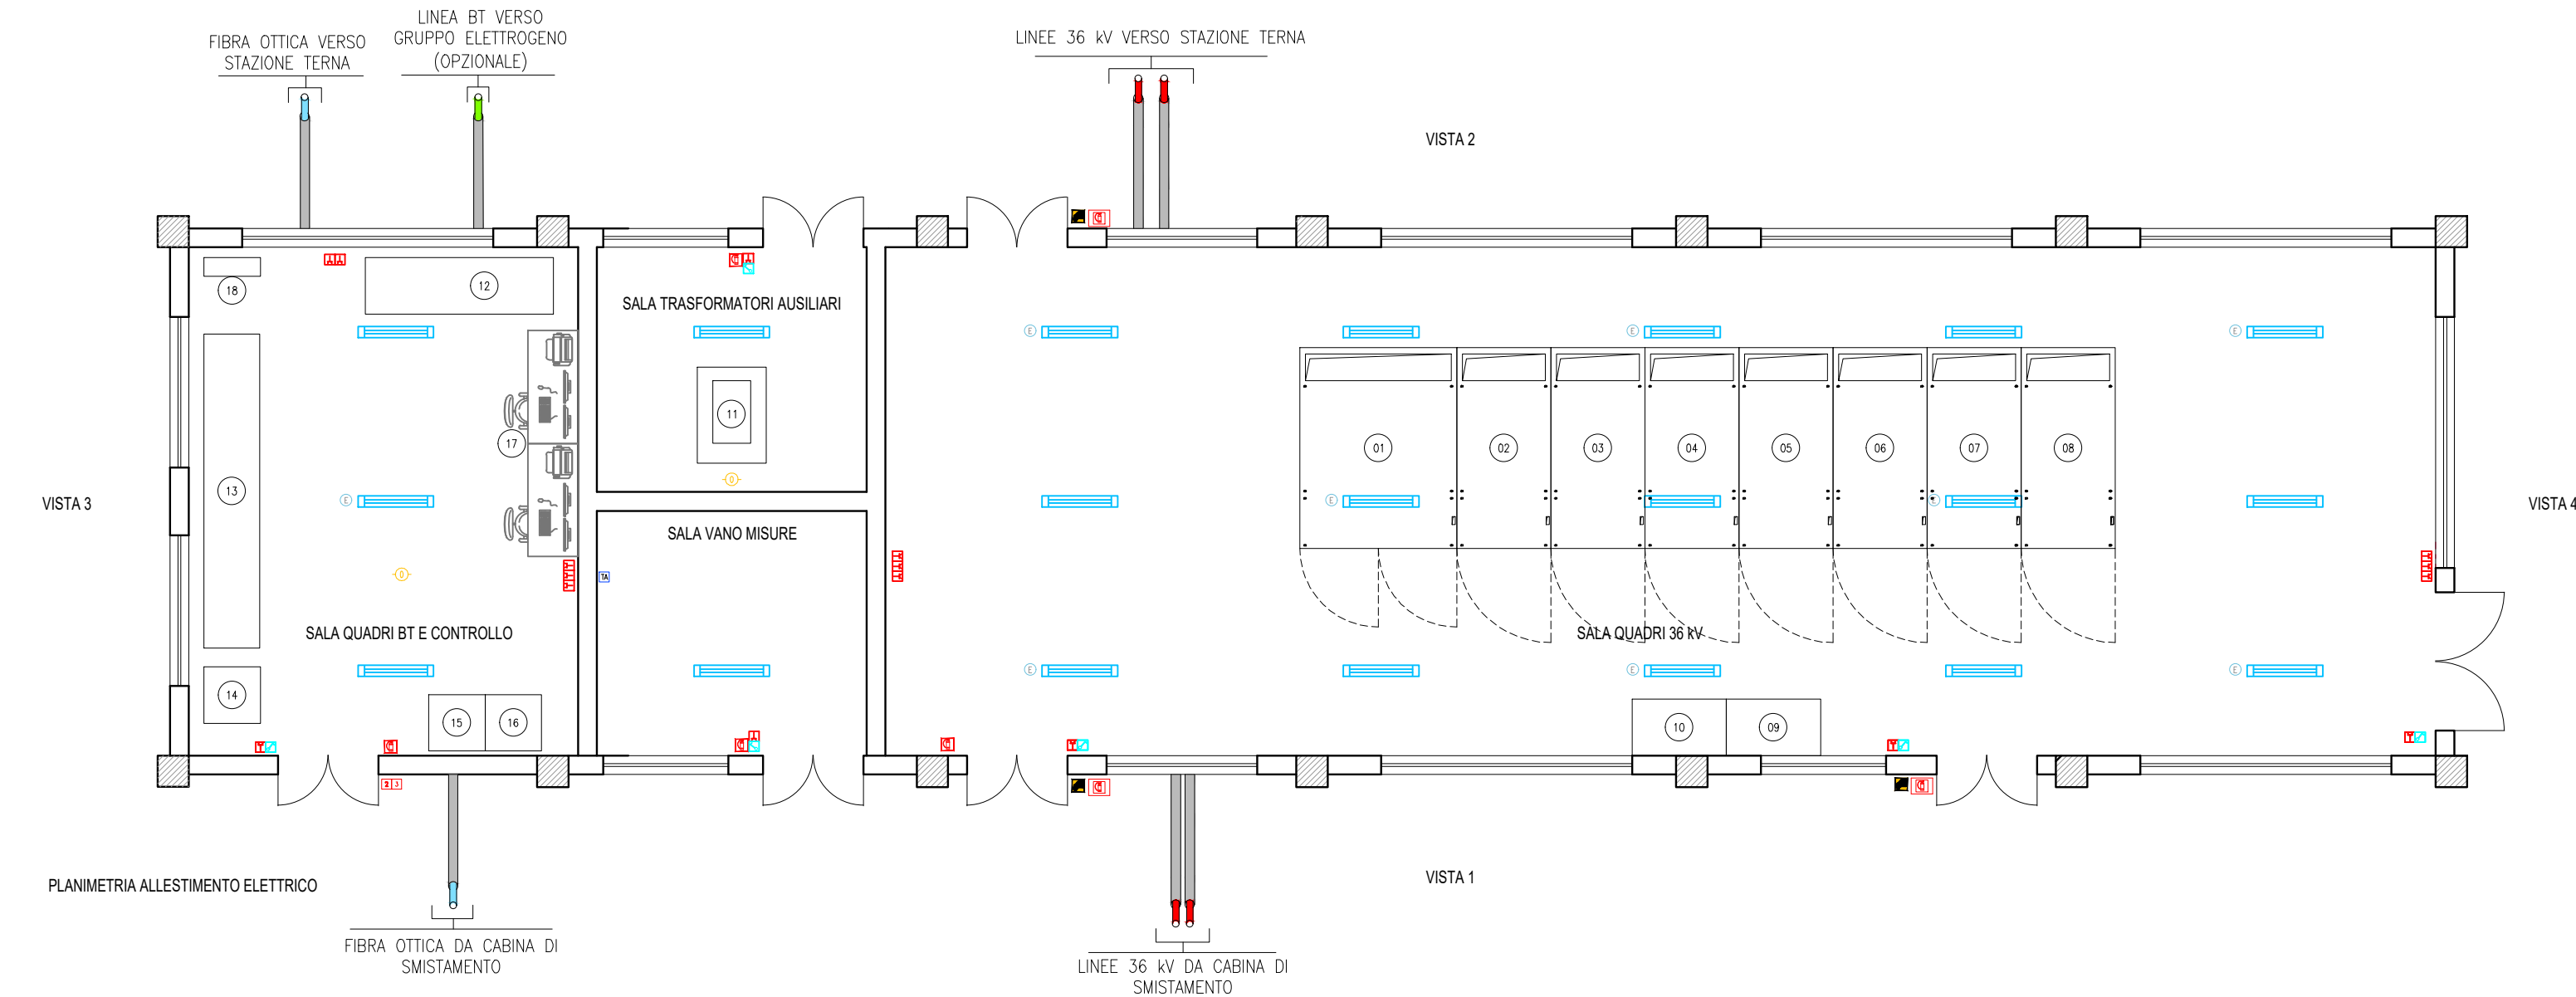 LINEA BT VERSO
GRUPPO ELETTROGENO
(OPZIONALE)
FIBRA OTTICA VERSO
STAZIONE TERNA
LINEE 36 kV VERSO STAZIONE TERNA
VISTA 2
18
12
SALA TRASFORMATORI AUSILIARI
E
E
E
11
17
01
02
03
04
05
06
07
08
13
E
E
E
VISTA 3
VISTA 4
SALA VANO MISURE
TA
SALA QUADRI BT E CONTROLLO
SALA QUADRI 36 kV
E
E
E
14
15
16
10
09
2 3
PLANIMETRIA ALLESTIMENTO ELETTRICO
VISTA 1
FIBRA OTTICA DA CABINA DI
SMISTAMENTO
LINEE 36 kV DA CABINA DI
SMISTAMENTO